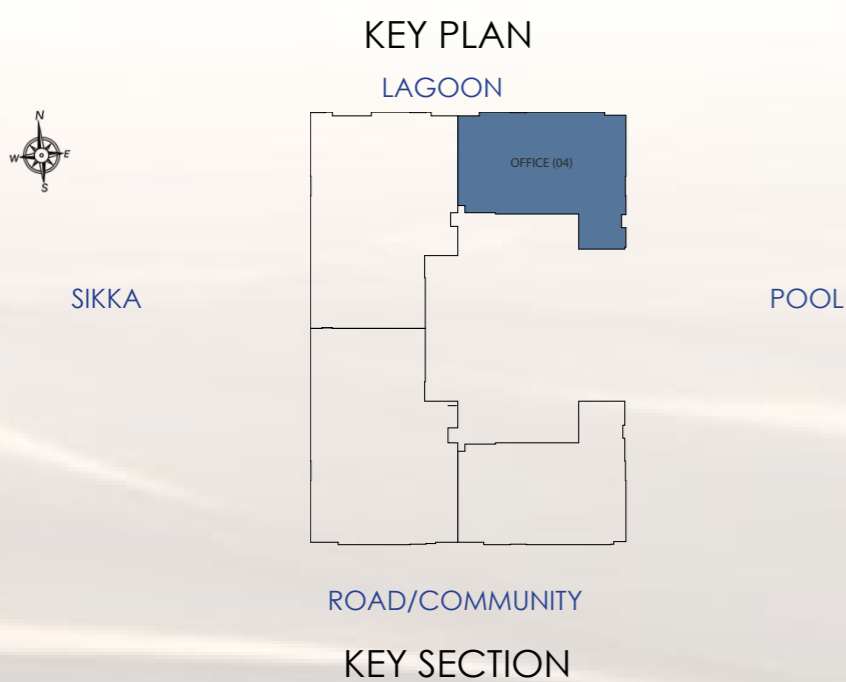 KEY PLAN
LAGOON
N
W E
S
OFFICE (04)
SIKKA
POOL
ROAD/COMMUNITY
KEY SECTION